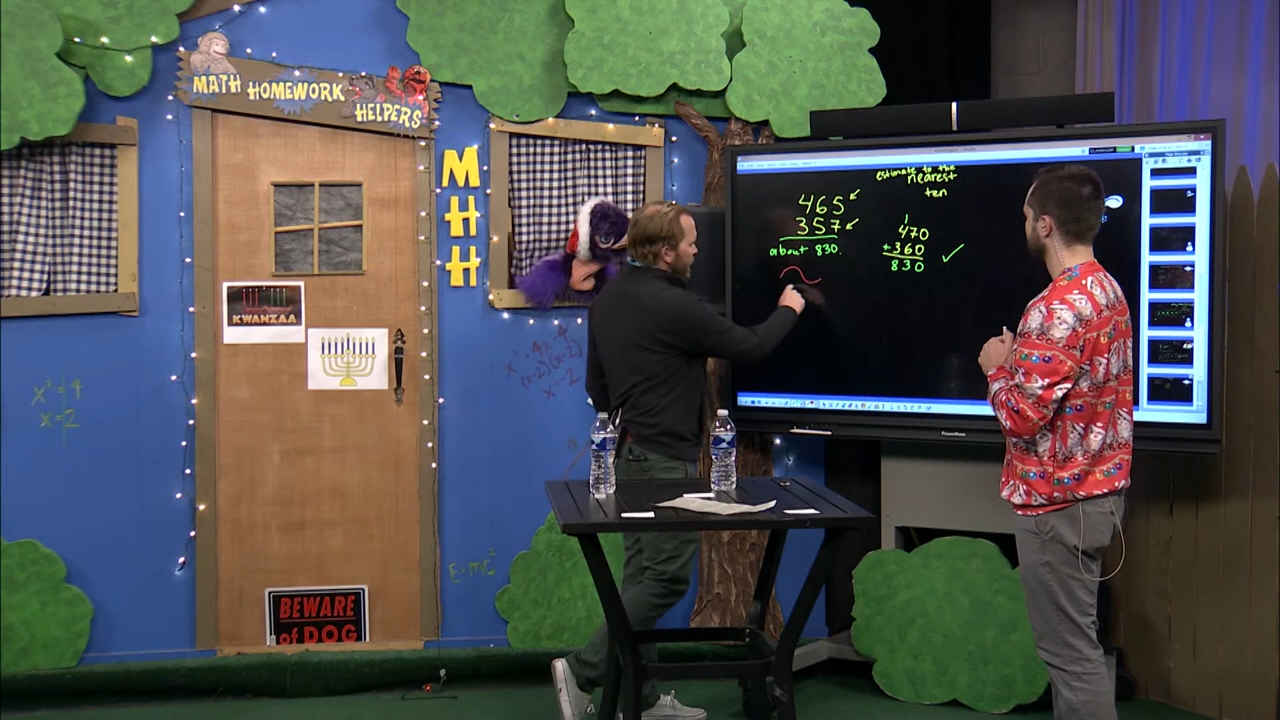 MATH HOMEWORK HELPERS
M
H
H
KWANZAA
x² = 4
x = 2
E=mc²
BEWARE
of DOG
estimate to the
nearest
ten
465
357
about 830.
1
470
+360
830